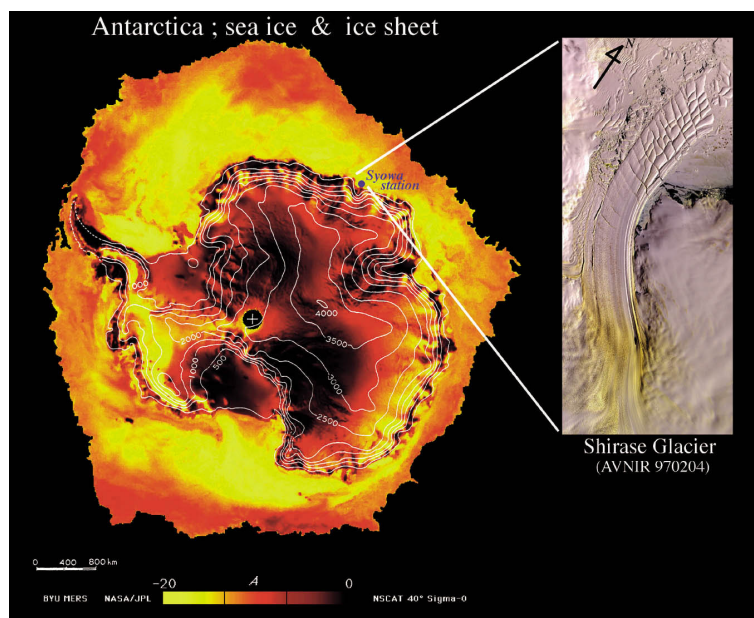 Antarctica ; sea ice & ice sheet
N
Syowa
station
1000
4000
3500
2000
1000
500
3000
2500
Shirase Glacier
(AVNIR 970204)
0 400 800 km
-20 A 0
BYU MERS NASA/JPL NSCAT 40° Sigma-0